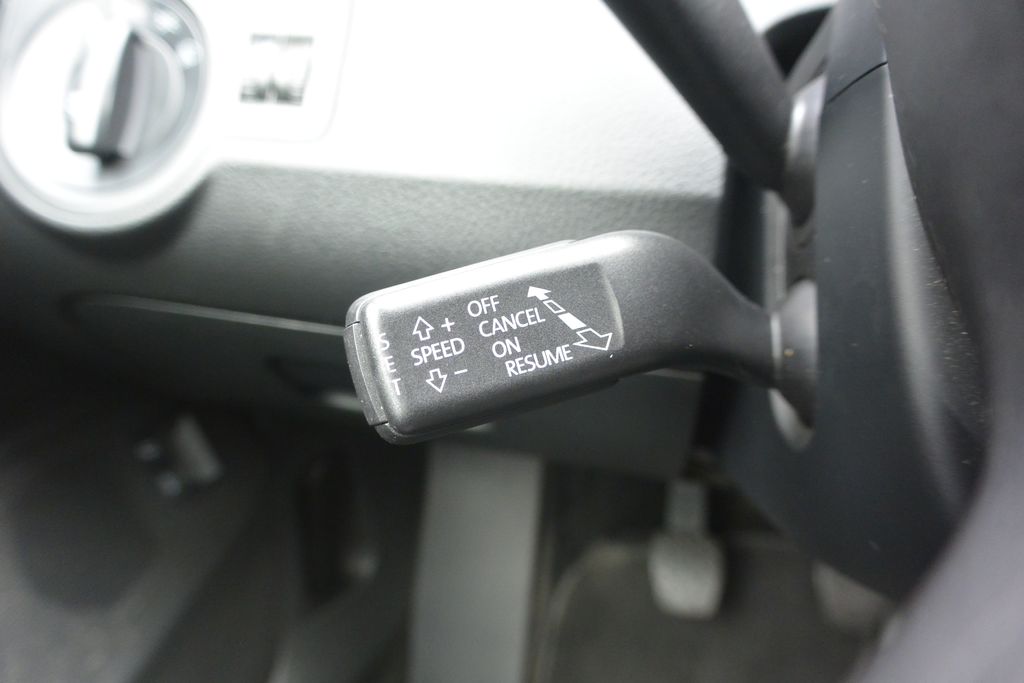 SET
+
SPEED
−
OFF
CANCEL
ON
RESUME